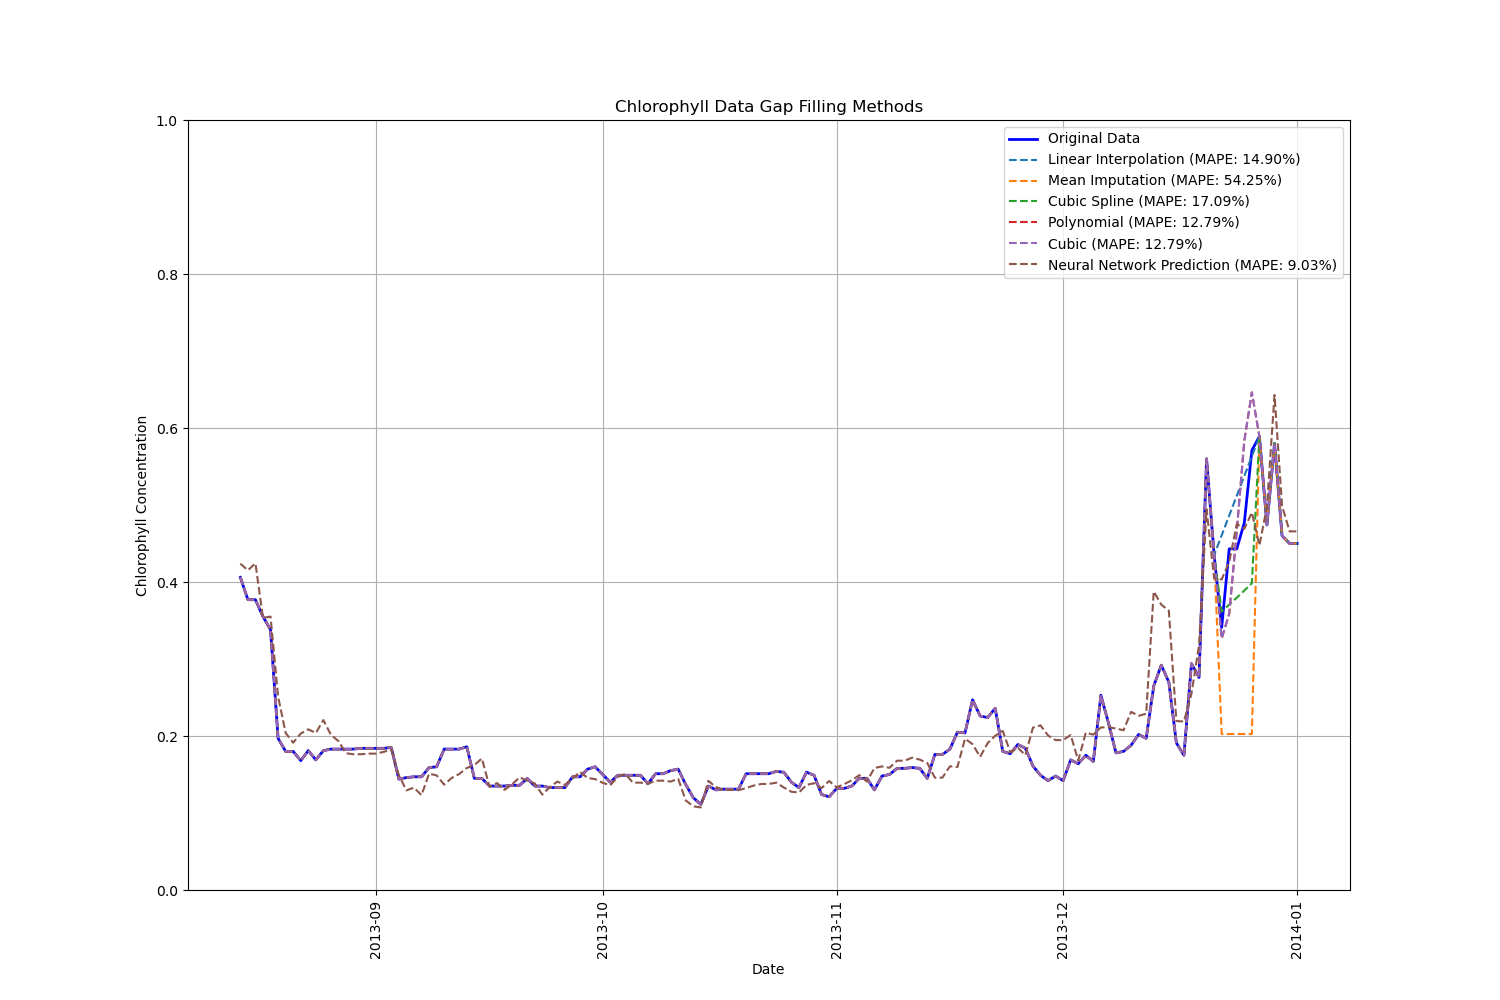 Chlorophyll Data Gap Filling Methods
1.0
0.8
0.6
0.4
0.2
0.0
Chlorophyll Concentration
Original Data
Linear Interpolation (MAPE: 14.90%)
Mean Imputation (MAPE: 54.25%)
Cubic Spline (MAPE: 17.09%)
Polynomial (MAPE: 12.79%)
Cubic (MAPE: 12.79%)
Neural Network Prediction (MAPE: 9.03%)
2013-09
2013-10
2013-11
2013-12
2014-01
Date